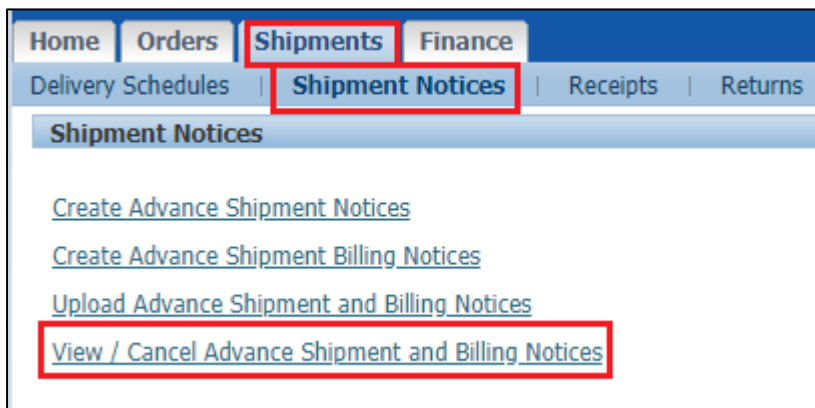 Home Orders Shipments Finance
Delivery Schedules | Shipment Notices | Receipts | Returns
Shipment Notices
Create Advance Shipment Notices
Create Advance Shipment Billing Notices
Upload Advance Shipment and Billing Notices
View / Cancel Advance Shipment and Billing Notices